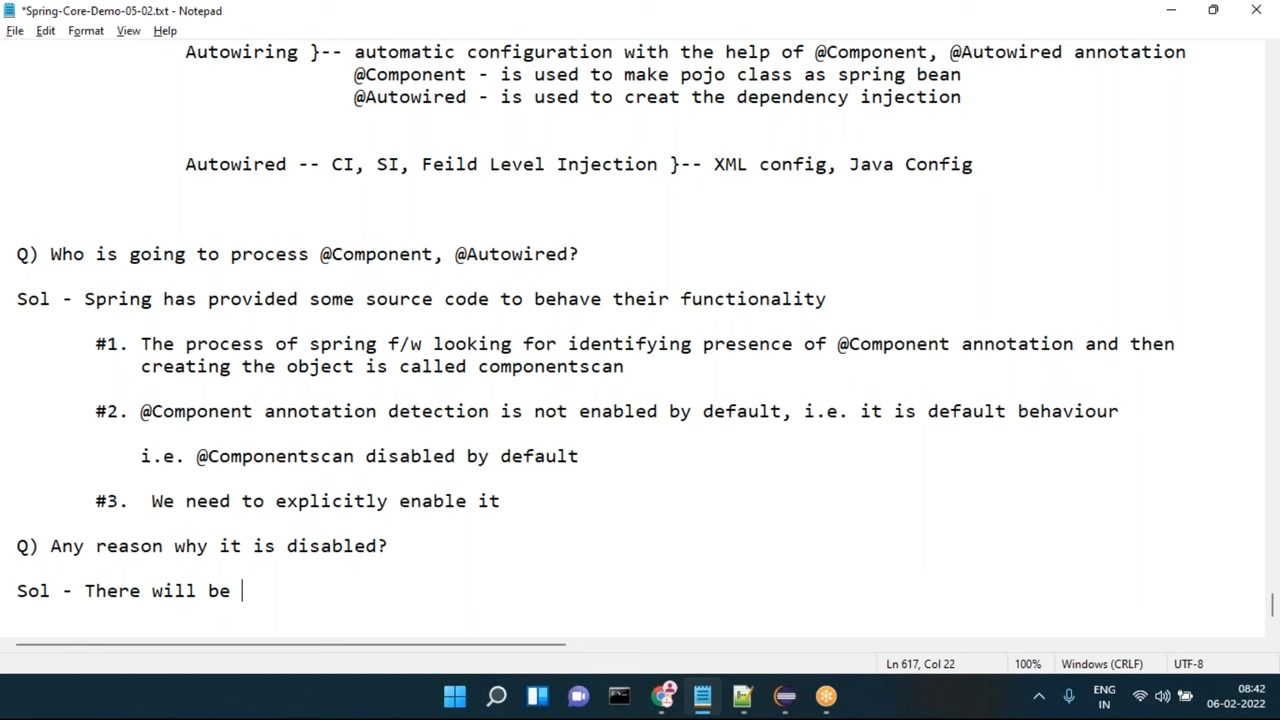 *Spring-Core-Demo-05-02.txt - Notepad
File Edit Format View Help
Autowiring }-- automatic configuration with the help of @Component, @Autowired annotation
@Component - is used to make pojo class as spring bean
@Autowired - is used to creat the dependency injection
Autowired -- CI, SI, Feild Level Injection }-- XML config, Java Config
Q) Who is going to process @Component, @Autowired?
Sol - Spring has provided some source code to behave their functionality
#1. The process of spring f/w looking for identifying presence of @Component annotation and then
creating the object is called componentscan
#2. @Component annotation detection is not enabled by default, i.e. it is default behaviour
i.e. @Componentscan disabled by default
#3. We need to explicitly enable it
Q) Any reason why it is disabled?
Sol - There will be
Ln 617, Col 22 100% Windows (CRLF) UTF-8
ENG 08:42
IN 06-02-2022